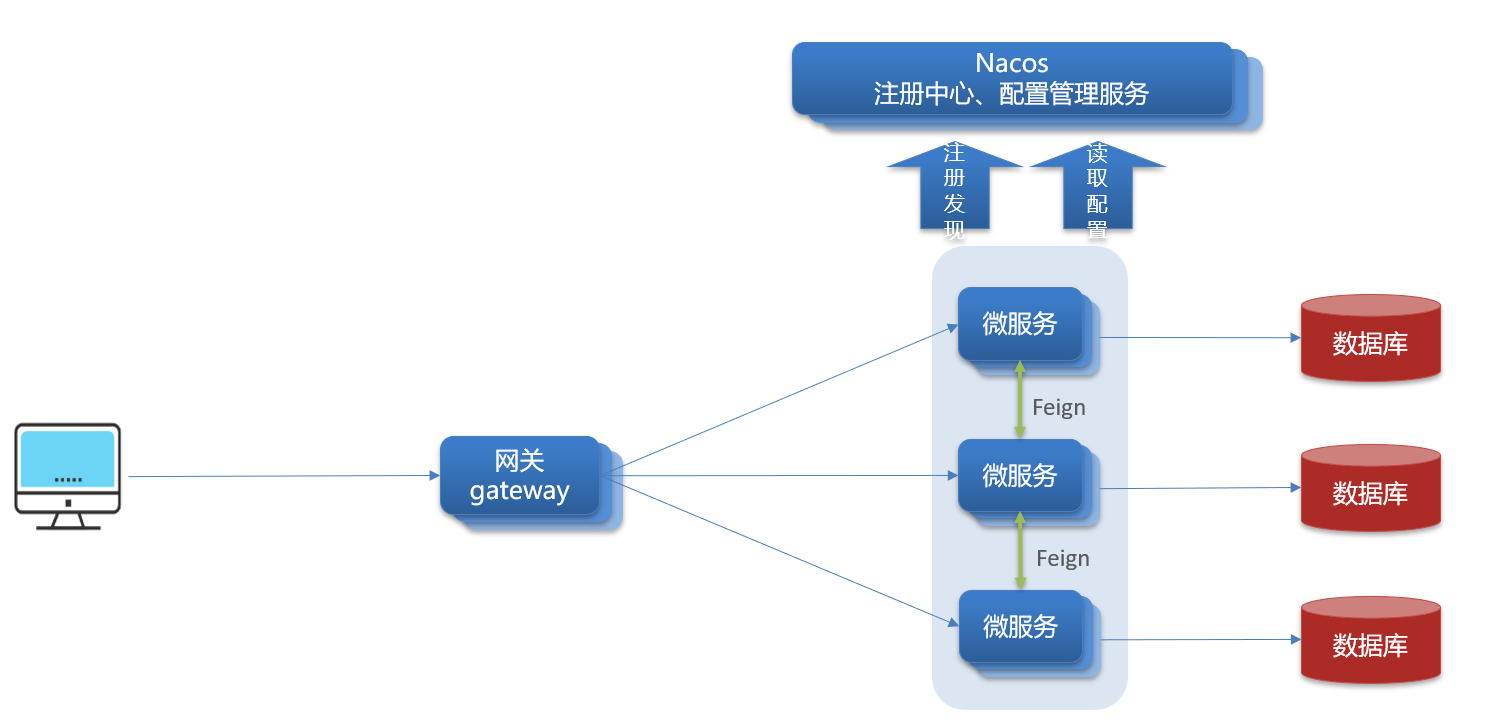 Nacos
注册中心、配置管理服务
注册发现
读取配置
微服务
数据库
Feign
网关
gateway
微服务
数据库
Feign
微服务
数据库